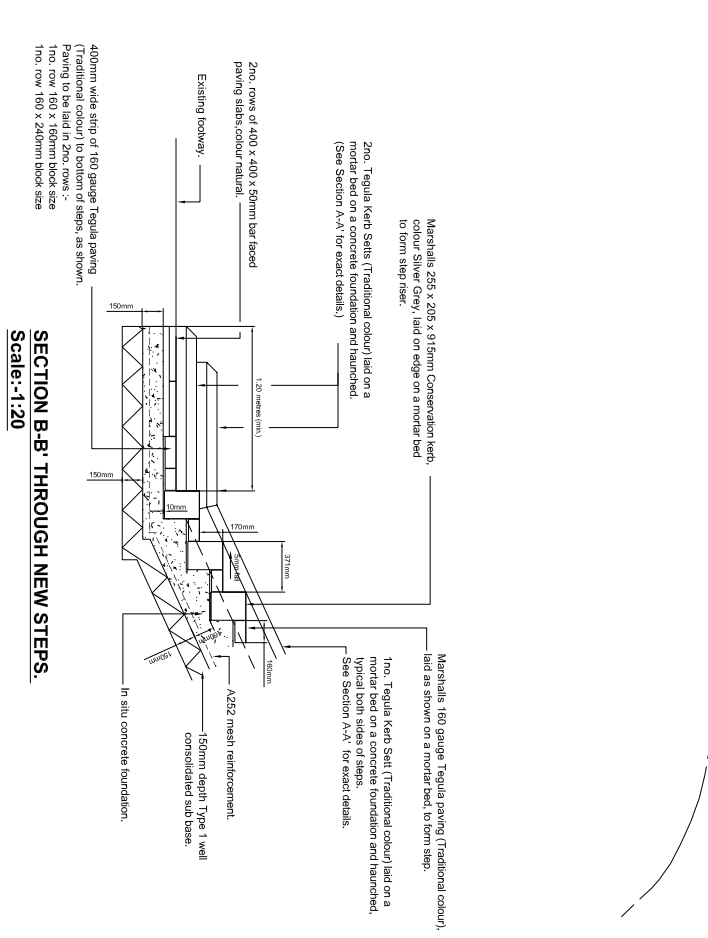 Marshalls 255 x 205 x 915mm Conservation kerb,
colour Silver Grey, laid on edge on a mortar bed
to form step riser.
2no. Tegula Kerb Setts (Traditional colour) laid on a
mortar bed on a concrete foundation and haunched.
(See Section A-A' for exact details.)
2no. rows of 400 x 400 x 50mm bar faced
paving slabs,colour natural.
Existing footway.
400mm wide strip of 160 gauge Tegula paving
(Traditional colour) to bottom of steps, as shown.
Paving to be laid in 2no. rows :-
1no. row 160 x 160mm block size
1no. row 160 x 240mm block size
Marshalls 160 gauge Tegula paving (Traditional colour),
laid as shown on a mortar bed, to form step.
1no. Tegula Kerb Sett (Traditional colour) laid on a
mortar bed on a concrete foundation and haunched,
typical both sides of steps.
See Section A-A' for exact details.
A252 mesh reinforcement.
150mm depth Type 1 well
consolidated sub base.
In situ concrete foundation.
1.20 metres (min.)
371mm
5mm fall
170mm
160mm
10mm
150mm
150mm
150mm
SECTION B-B' THROUGH NEW STEPS.
Scale:-1:20